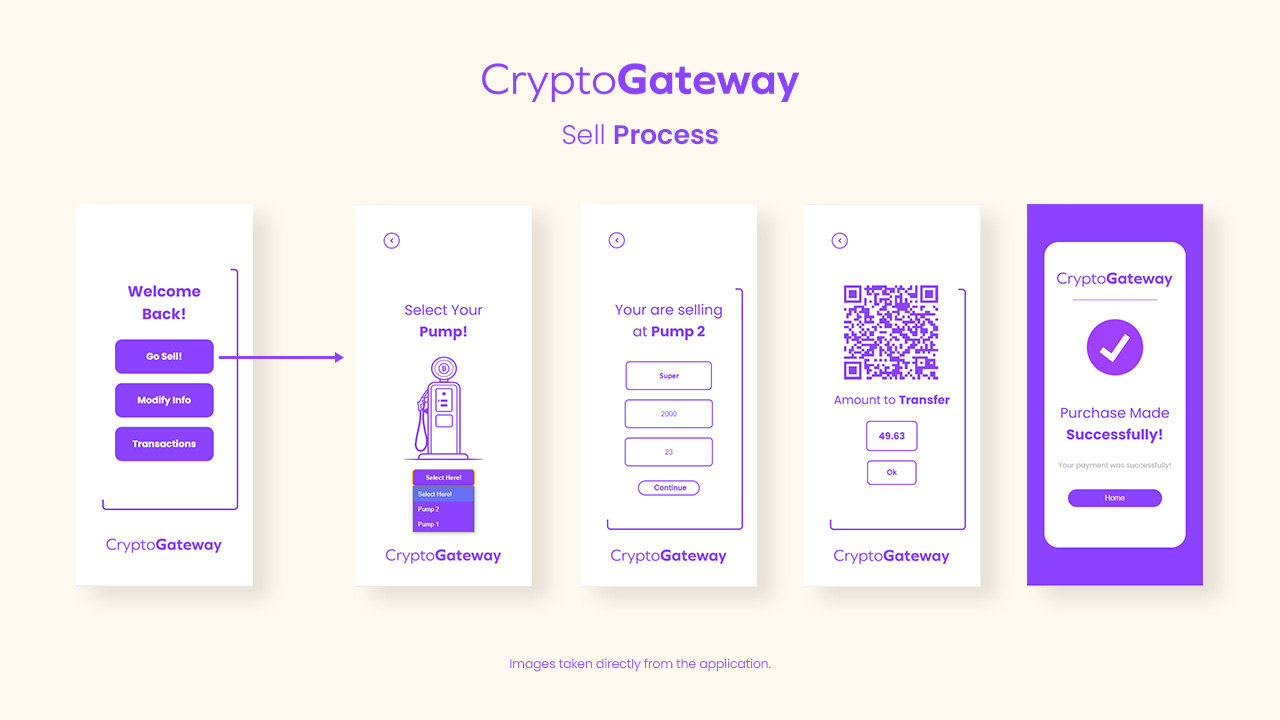 CryptoGateway
Sell Process
Welcome
Back!
Go Sell!
Modify Info
Transactions
CryptoGateway
Select Your
Pump!
B
Select Here!
Select Here!
Pump 2
Pump 1
CryptoGateway
Your are selling
at Pump 2
Super
2000
23
Continue
CryptoGateway
Amount to Transfer
49.63
Ok
CryptoGateway
CryptoGateway
Purchase Made
Successfully!
Your payment was successfully!
Home
Images taken directly from the application.